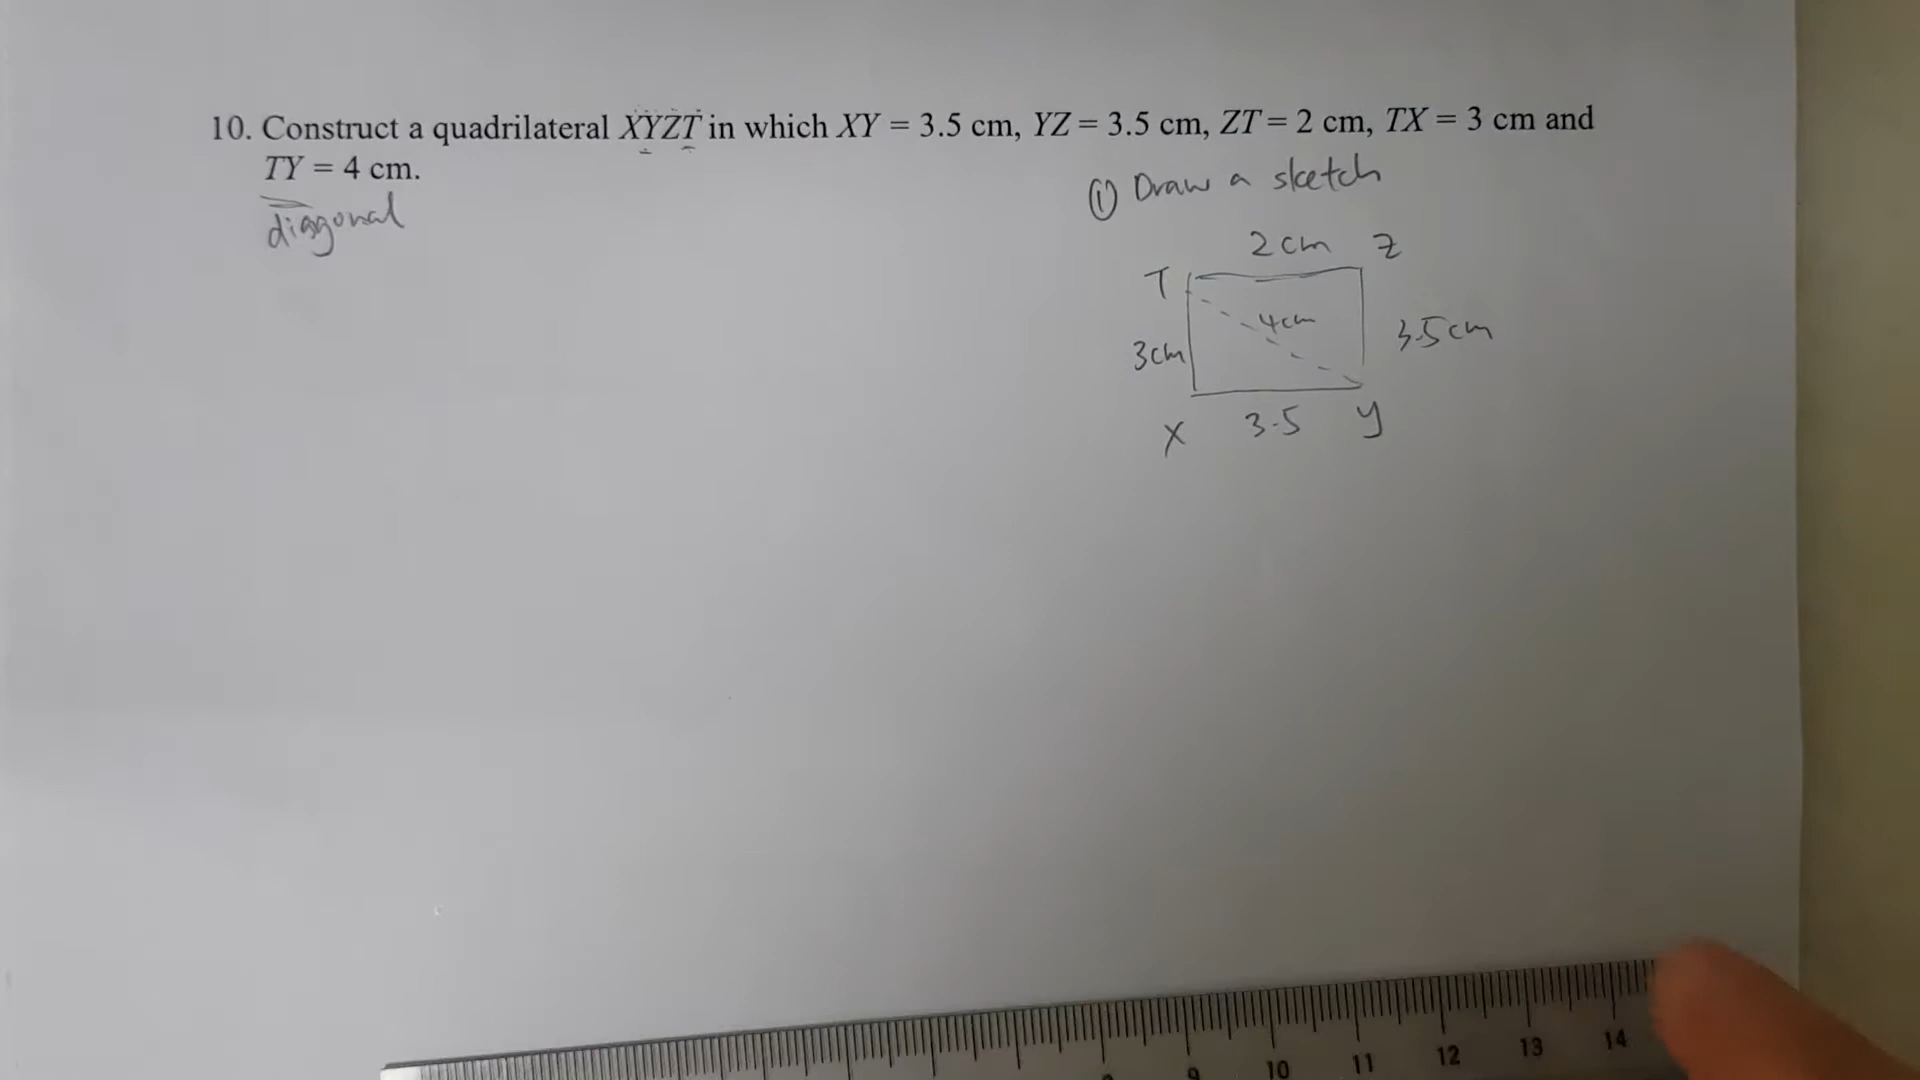 10. Construct a quadrilateral XYZT in which XY = 3.5 cm, YZ = 3.5 cm, ZT = 2 cm, TX = 3 cm and
TY = 4 cm.
diagonal
① Draw a sketch
2cm Z
T
4cm
3.5cm
3cm
X 3.5 y
9 10 11 12 13 14